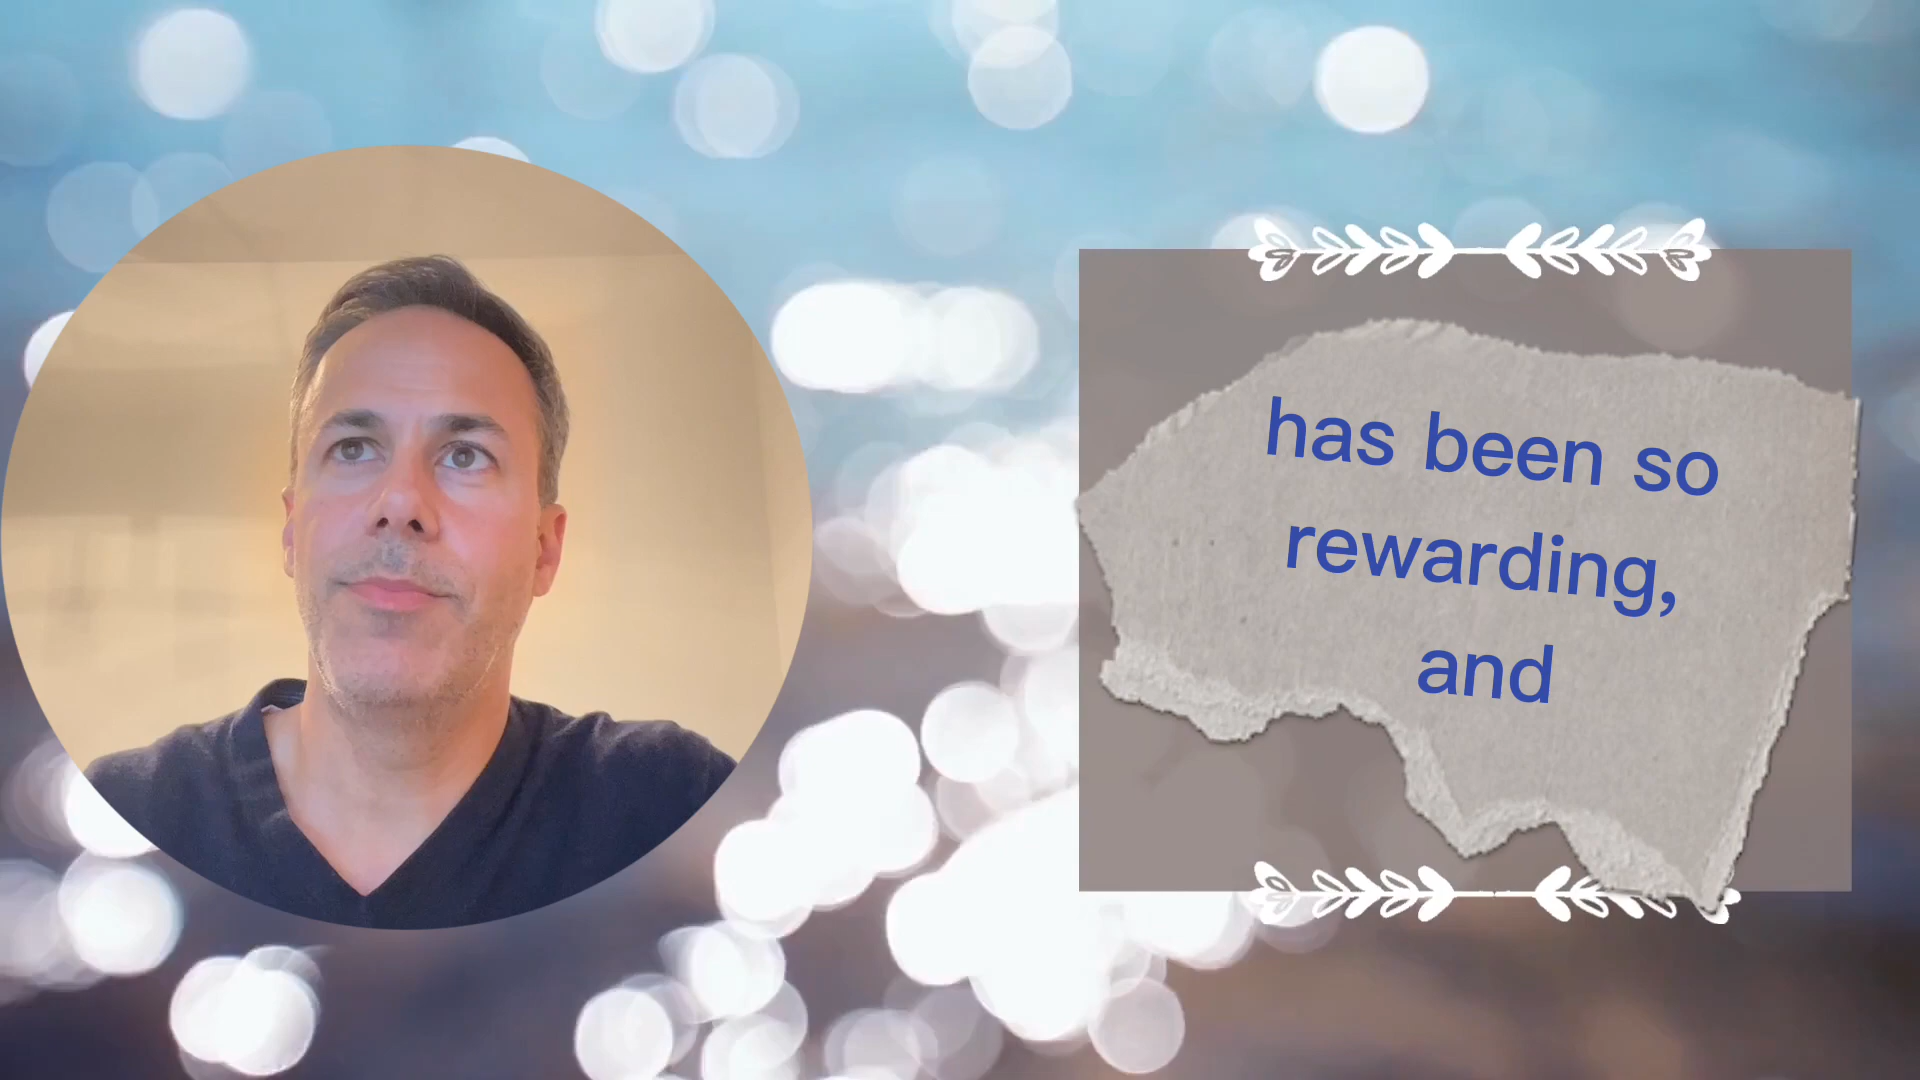 has been so
rewarding,
and